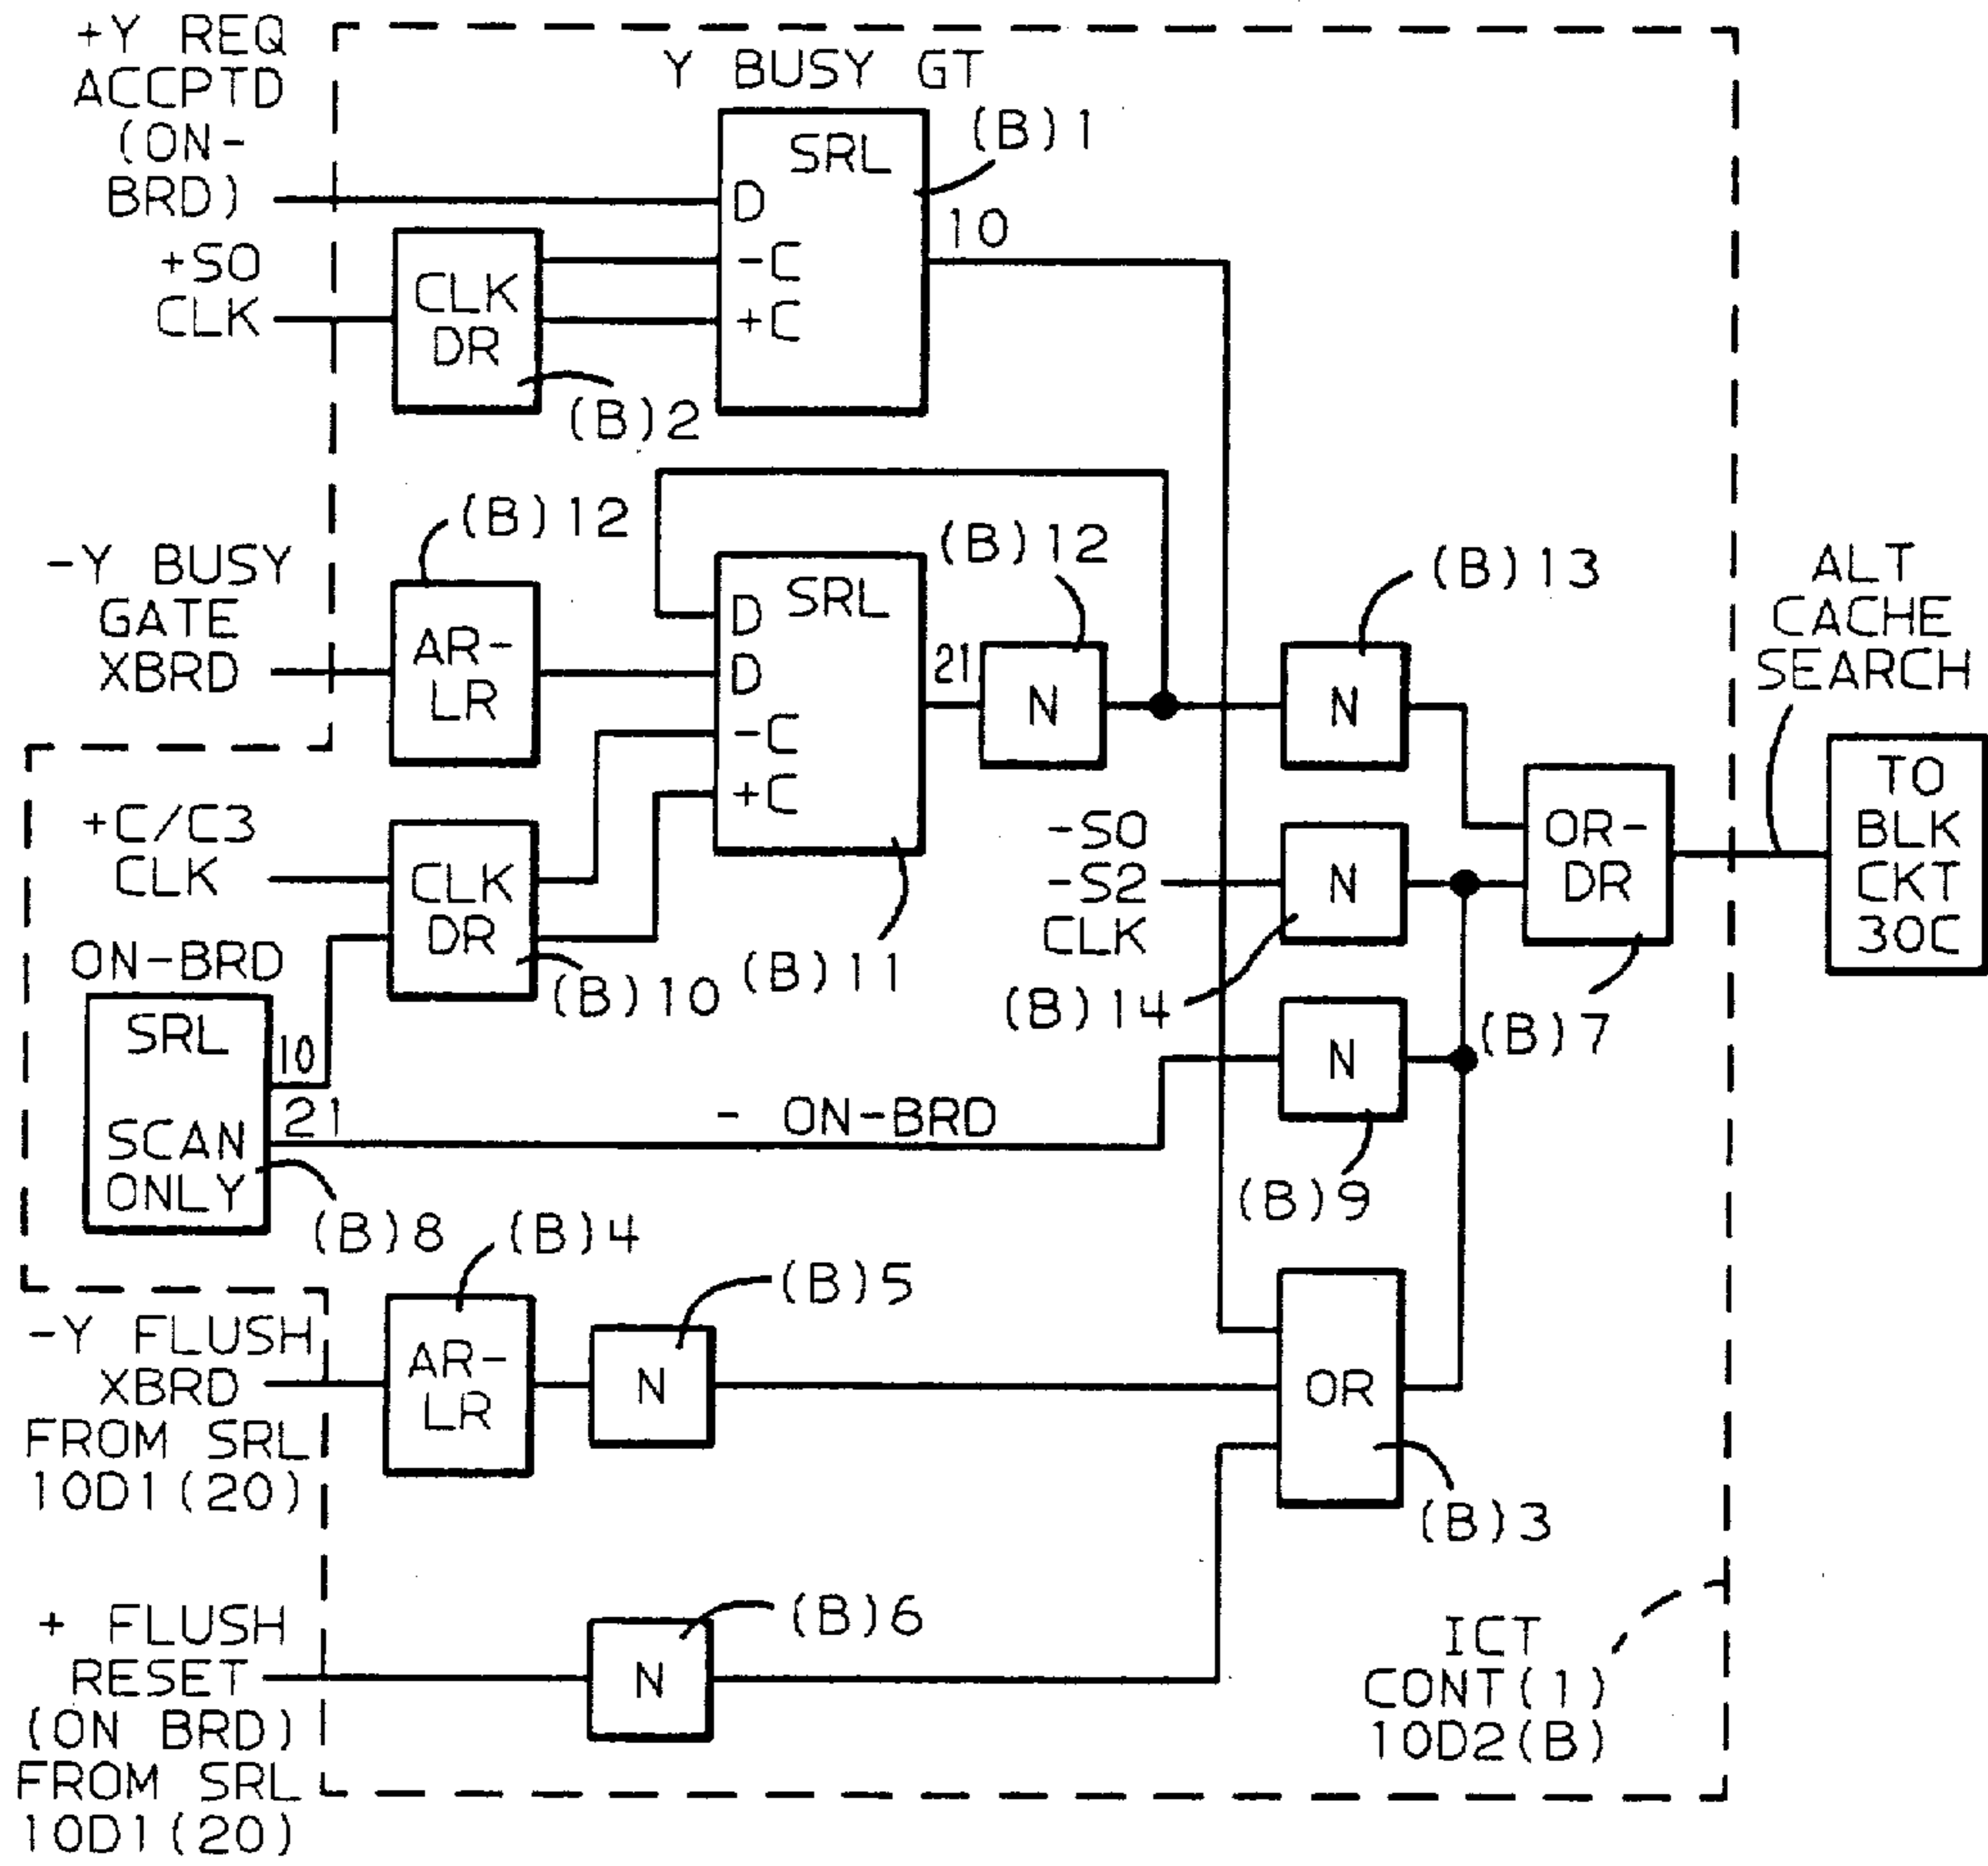 +Y REQ
ACCPTD
(ON-
BRD)
Y BUSY GT
SRL
D
-C
+C
(B)1
10
+SO
CLK
CLK
DR
(B)2
(B)12
-Y BUSY
GATE
XBRD
AR-
LR
SRL
D
D
-C
+C
21
(B)12
N
(B)13
N
ALT
CACHE
SEARCH
TO
BLK
CKT
30C
+C/C3
CLK
CLK
DR
(B)10
(B)11
-SO
-S2
CLK
N
(B)14
OR-
DR
(B)7
ON-BRD
SRL
SCAN
ONLY
10
21
(B)8
- ON-BRD
N
(B)9
-Y FLUSH
XBRD
FROM SRL
10D1(20)
(B)4
AR-
LR
(B)5
N
OR
(B)3
+ FLUSH
RESET
(ON BRD)
FROM SRL
10D1(20)
N
(B)6
ICT
CONT(1)
10D2(B)